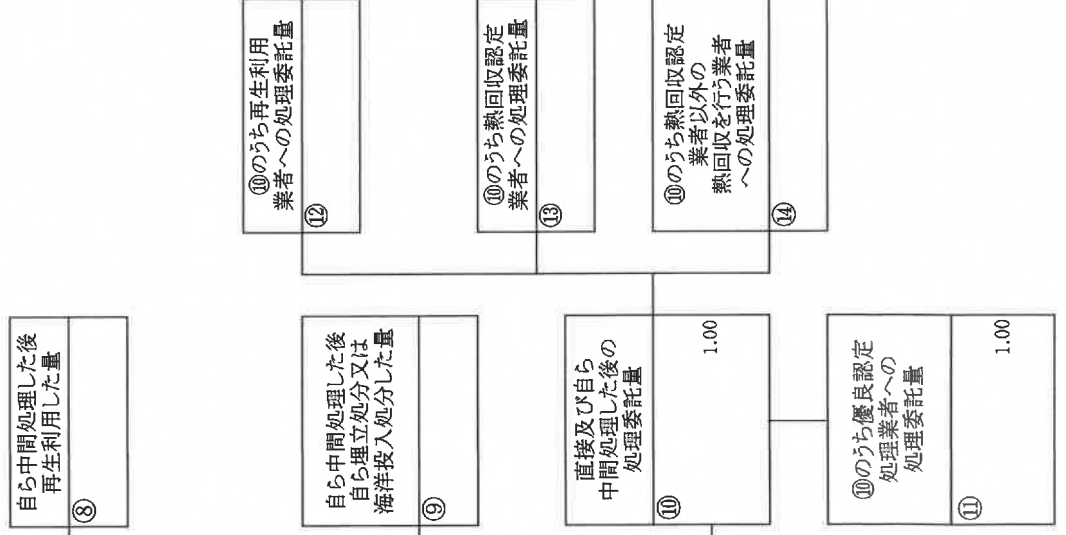 自ら中間処理した後
再生利用した量
⑧
自ら中間処理した後
自ら埋立処分又は
海洋投入処分した量
⑨
直接及び自ら
中間処理した後の
処理委託量
⑩
1.00
⑩のうち優良認定
処理業者への
処理委託量
⑪
1.00
⑩のうち再生利用
業者への処理委託量
⑫
⑩のうち熱回収認定
業者への処理委託量
⑬
⑩のうち熱回収認定
業者以外の
熱回収を行う業者
への処理委託量
⑭